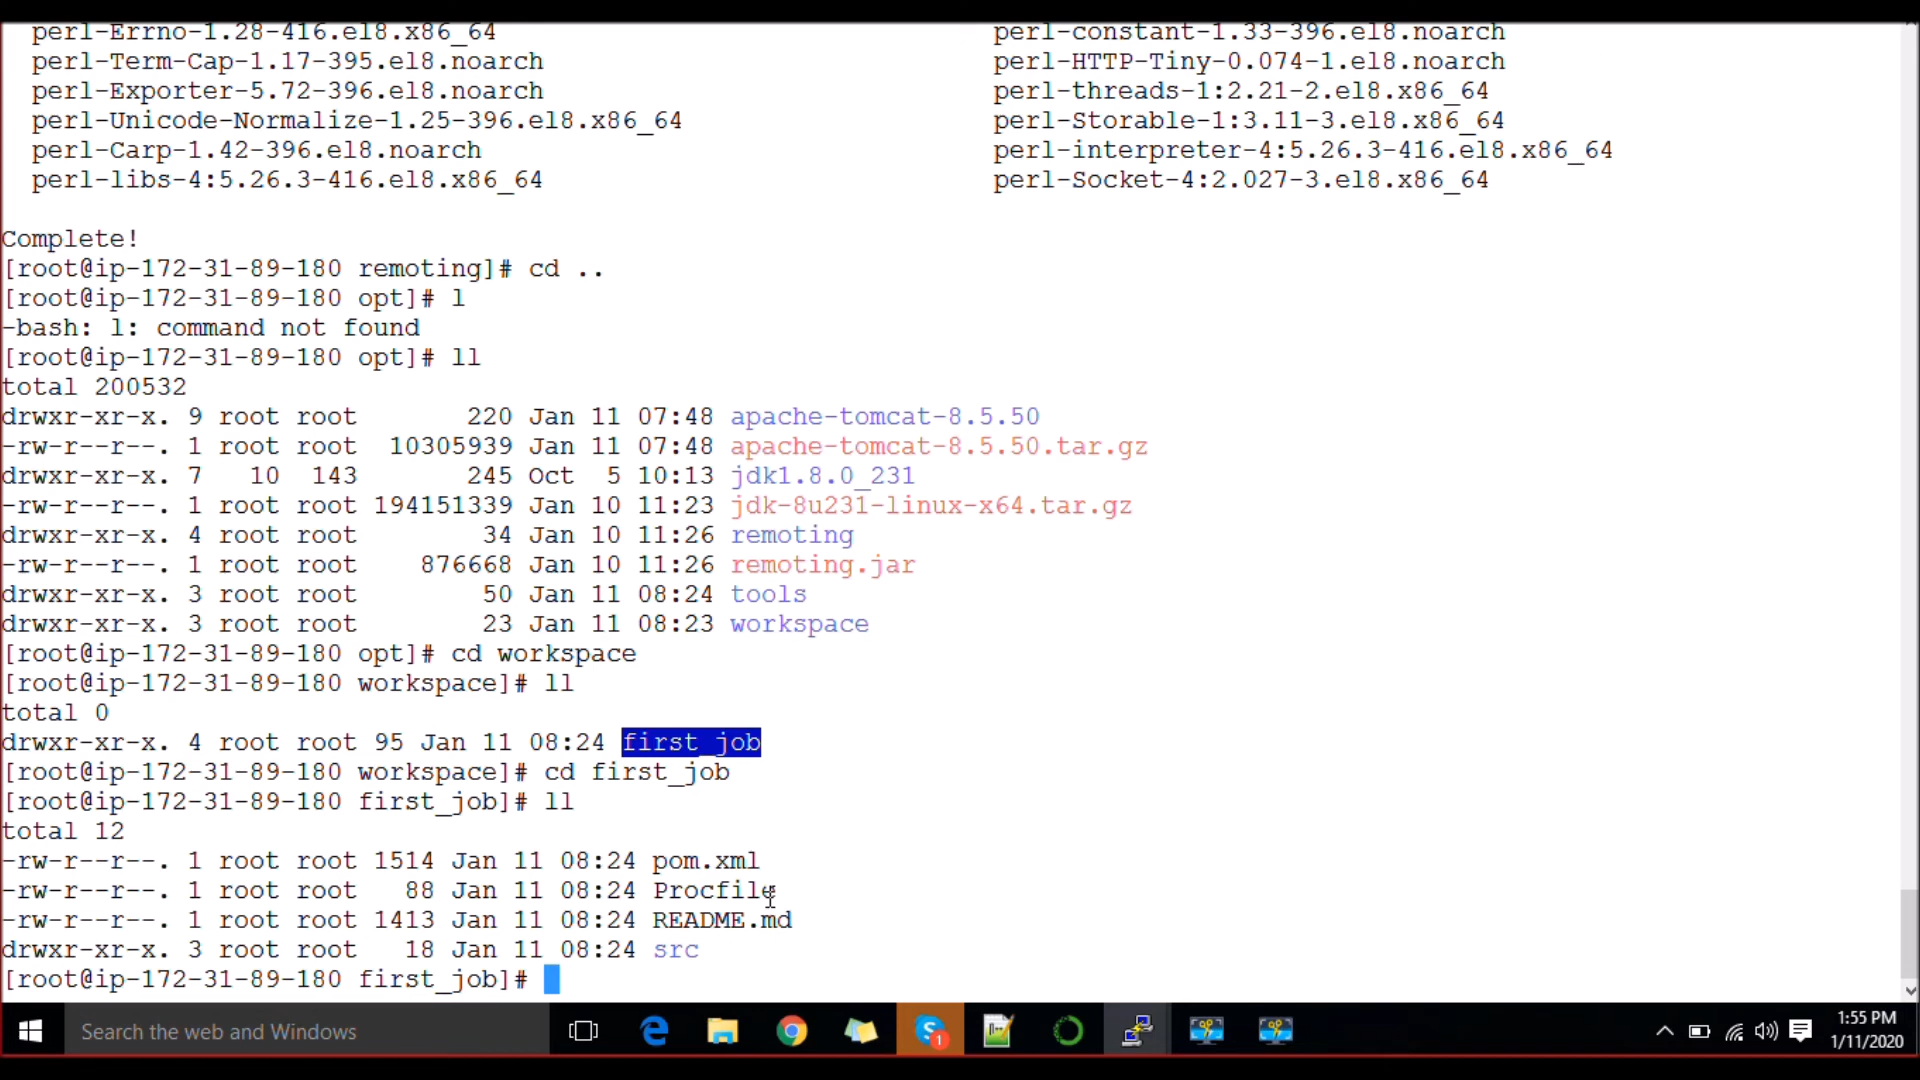 perl-Errno-1.28-416.el8.x86_64 perl-constant-1.33-396.el8.noarch
perl-Term-Cap-1.17-395.el8.noarch perl-HTTP-Tiny-0.074-1.el8.noarch
perl-Exporter-5.72-396.el8.noarch perl-threads-1:2.21-2.el8.x86_64
perl-Unicode-Normalize-1.25-396.el8.x86_64 perl-Storable-1:3.11-3.el8.x86_64
perl-Carp-1.42-396.el8.noarch perl-interpreter-4:5.26.3-416.el8.x86_64
perl-libs-4:5.26.3-416.el8.x86_64 perl-Socket-4:2.027-3.el8.x86_64
Complete!
[root@ip-172-31-89-180 remoting]# cd ..
[root@ip-172-31-89-180 opt]# l
-bash: l: command not found
[root@ip-172-31-89-180 opt]# ll
total 200532
drwxr-xr-x. 9 root root 220 Jan 11 07:48 apache-tomcat-8.5.50
-rw-r--r--. 1 root root 10305939 Jan 11 07:48 apache-tomcat-8.5.50.tar.gz
drwxr-xr-x. 7 10 143 245 Oct 5 10:13 jdk1.8.0_231
-rw-r--r--. 1 root root 194151339 Jan 10 11:23 jdk-8u231-linux-x64.tar.gz
drwxr-xr-x. 4 root root 34 Jan 10 11:26 remoting
-rw-r--r--. 1 root root 876668 Jan 10 11:26 remoting.jar
drwxr-xr-x. 3 root root 50 Jan 11 08:24 tools
drwxr-xr-x. 3 root root 23 Jan 11 08:23 workspace
[root@ip-172-31-89-180 opt]# cd workspace
[root@ip-172-31-89-180 workspace]# ll
total 0
drwxr-xr-x. 4 root root 95 Jan 11 08:24 first_job
[root@ip-172-31-89-180 workspace]# cd first_job
[root@ip-172-31-89-180 first_job]# ll
total 12
-rw-r--r--. 1 root root 1514 Jan 11 08:24 pom.xml
-rw-r--r--. 1 root root 88 Jan 11 08:24 Procfile
-rw-r--r--. 1 root root 1413 Jan 11 08:24 README.md
drwxr-xr-x. 3 root root 18 Jan 11 08:24 src
[root@ip-172-31-89-180 first_job]#
Search the web and Windows
1
1:55 PM
1/11/2020